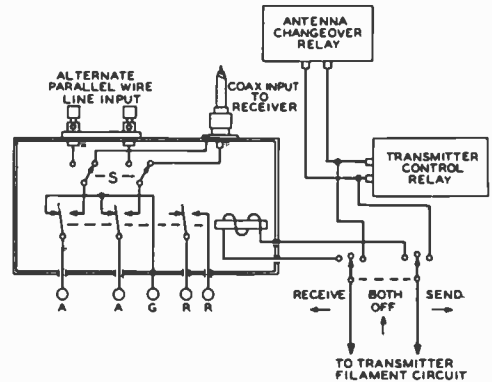 ANTENNA
CHANGEOVER
RELAY
ALTERNATE
PARALLEL WIRE
LINE INPUT
COAX INPUT
TO
RECEIVER
TRANSMITTER
CONTROL
RELAY
S
A
A
G
R
R
RECEIVE
BOTH
OFF
SEND
TO TRANSMITTER
FILAMENT CIRCUIT